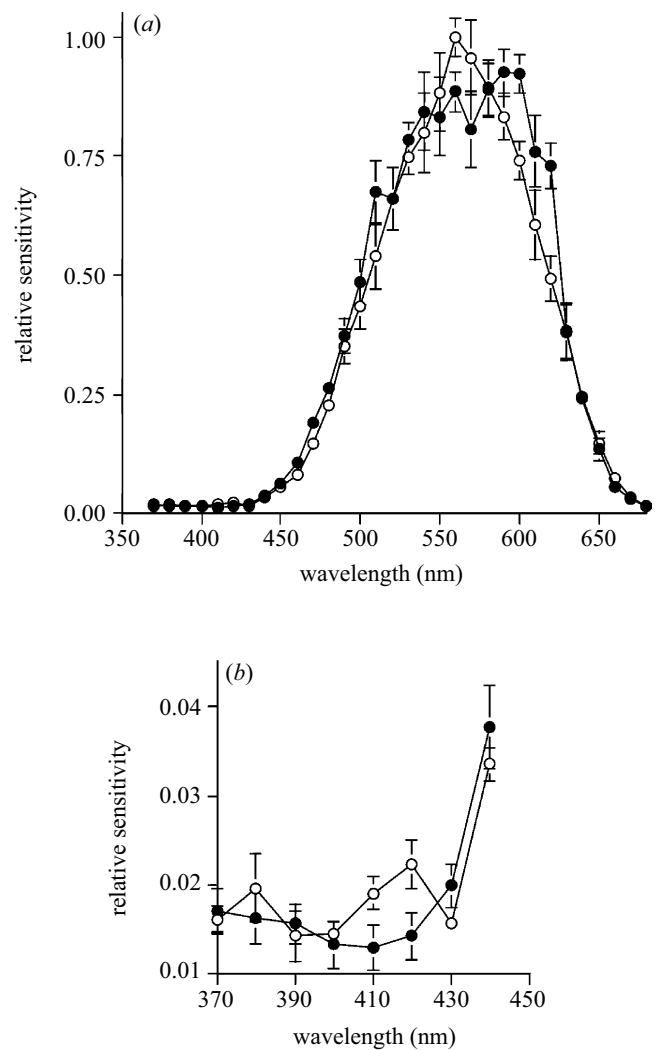 (a)
1.00
0.75
0.50
0.25
0.00
relative sensitivity
350 400 450 500 550 600 650
wavelength (nm)
(b)
0.04
0.03
0.02
0.01
relative sensitivity
370 390 410 430 450
wavelength (nm)